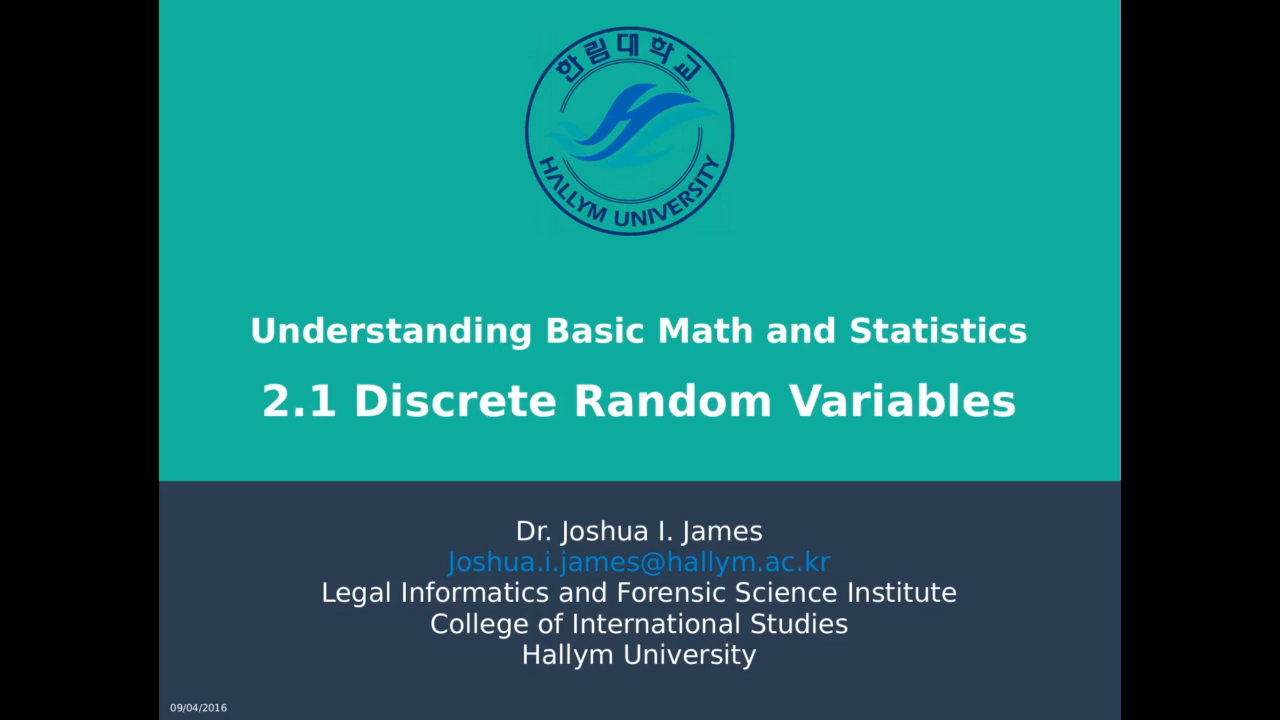 한림대학교
HALLYM UNIVERSITY
Understanding Basic Math and Statistics
2.1 Discrete Random Variables
Dr. Joshua I. James
Joshua.i.james@hallym.ac.kr
Legal Informatics and Forensic Science Institute
College of International Studies
Hallym University
09/04/2016